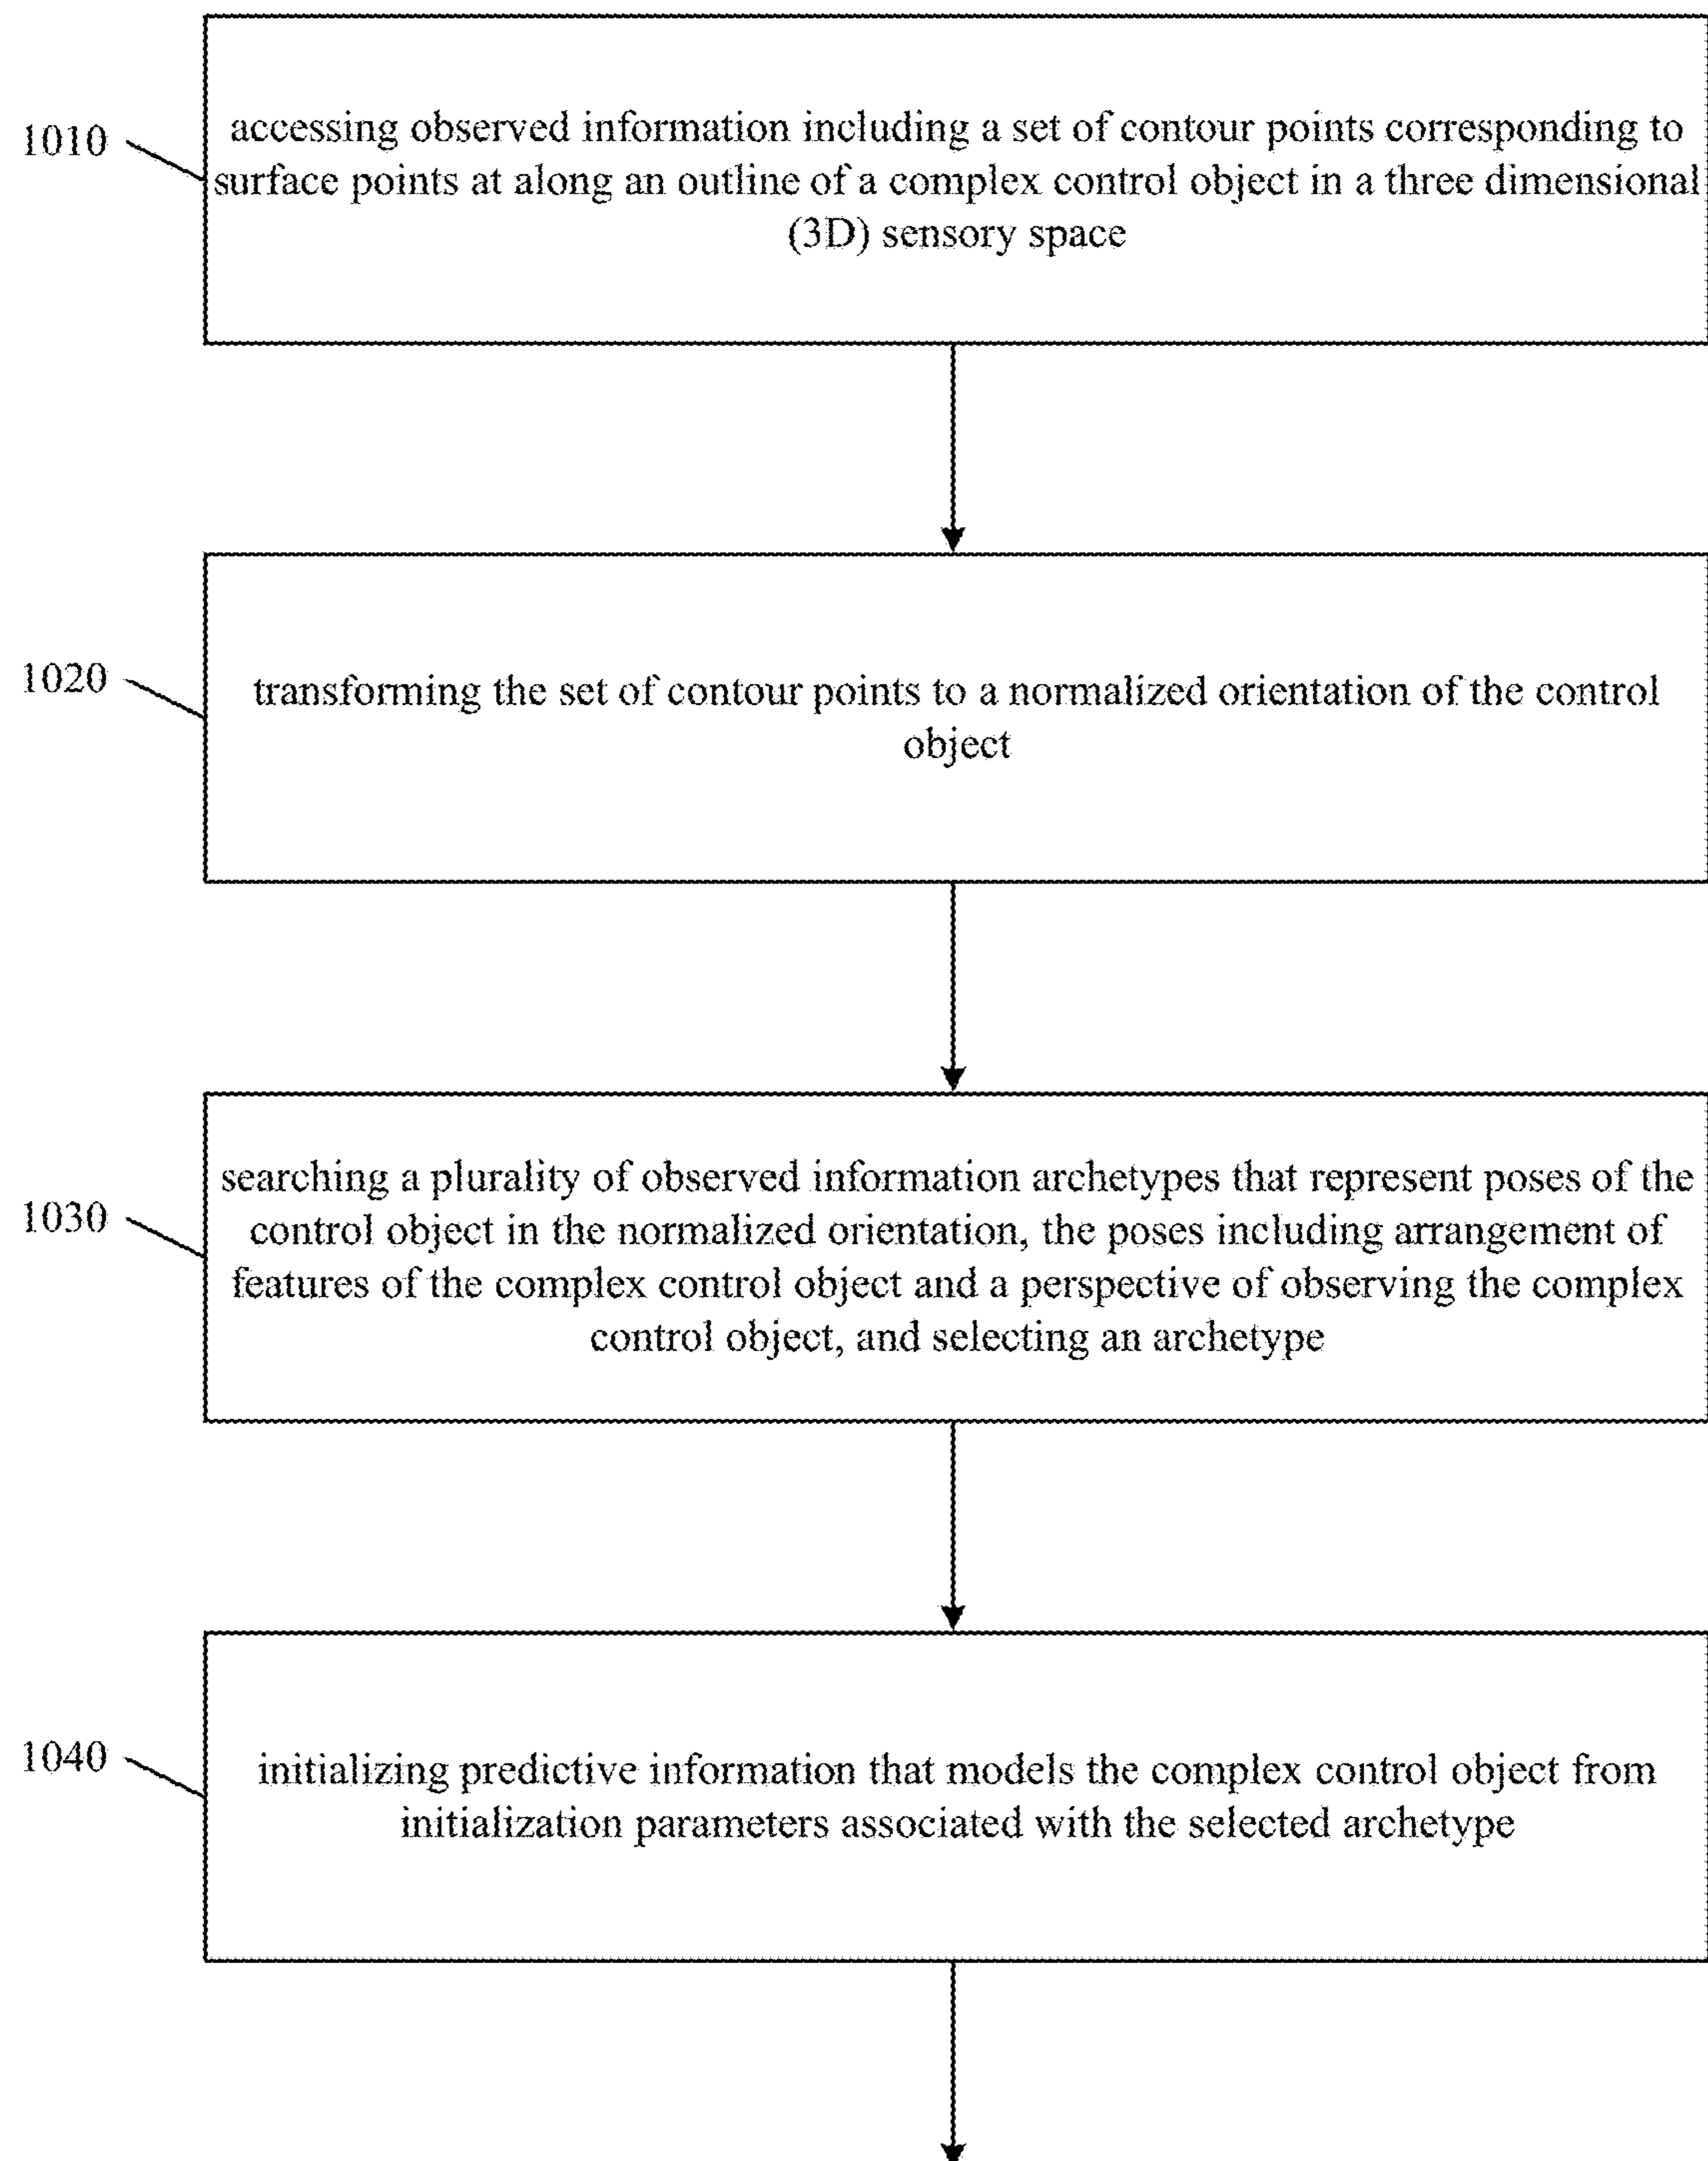 1010
accessing observed information including a set of contour points corresponding to
surface points at along an outline of a complex control object in a three dimensional
(3D) sensory space
1020
transforming the set of contour points to a normalized orientation of the control
object
1030
searching a plurality of observed information archetypes that represent poses of the
control object in the normalized orientation, the poses including arrangement of
features of the complex control object and a perspective of observing the complex
control object, and selecting an archetype
1040
initializing predictive information that models the complex control object from
initialization parameters associated with the selected archetype